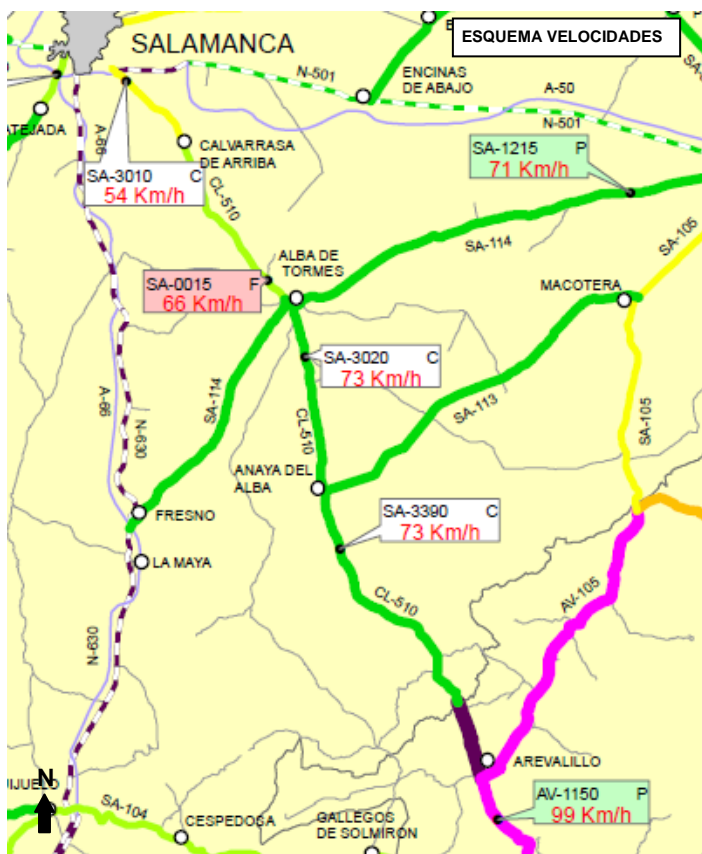 ESQUEMA VELOCIDADES
SALAMANCA
N-501
ENCINAS
DE ABAJO
A-50
N-501
ATEJADA
A-66
CALVARRASA
DE ARRIBA
SA-3010 C
54 Km/h
CL-510
SA-1215 P
71 Km/h
SA-114
SA-105
ALBA DE
TORMES
SA-0015 F
66 Km/h
MACOTERA
SA-3020 C
73 Km/h
SA-114
A-66
N-630
CL-510
SA-113
SA-105
ANAYA DEL
ALBA
FRESNO
SA-3390 C
73 Km/h
LA MAYA
CL-510
AV-105
N-630
AREVALILLO
N
UIJUELO
SA-104
CESPEDOSA
GALLEGOS
DE SOLMIRON
AV-1150 P
99 Km/h